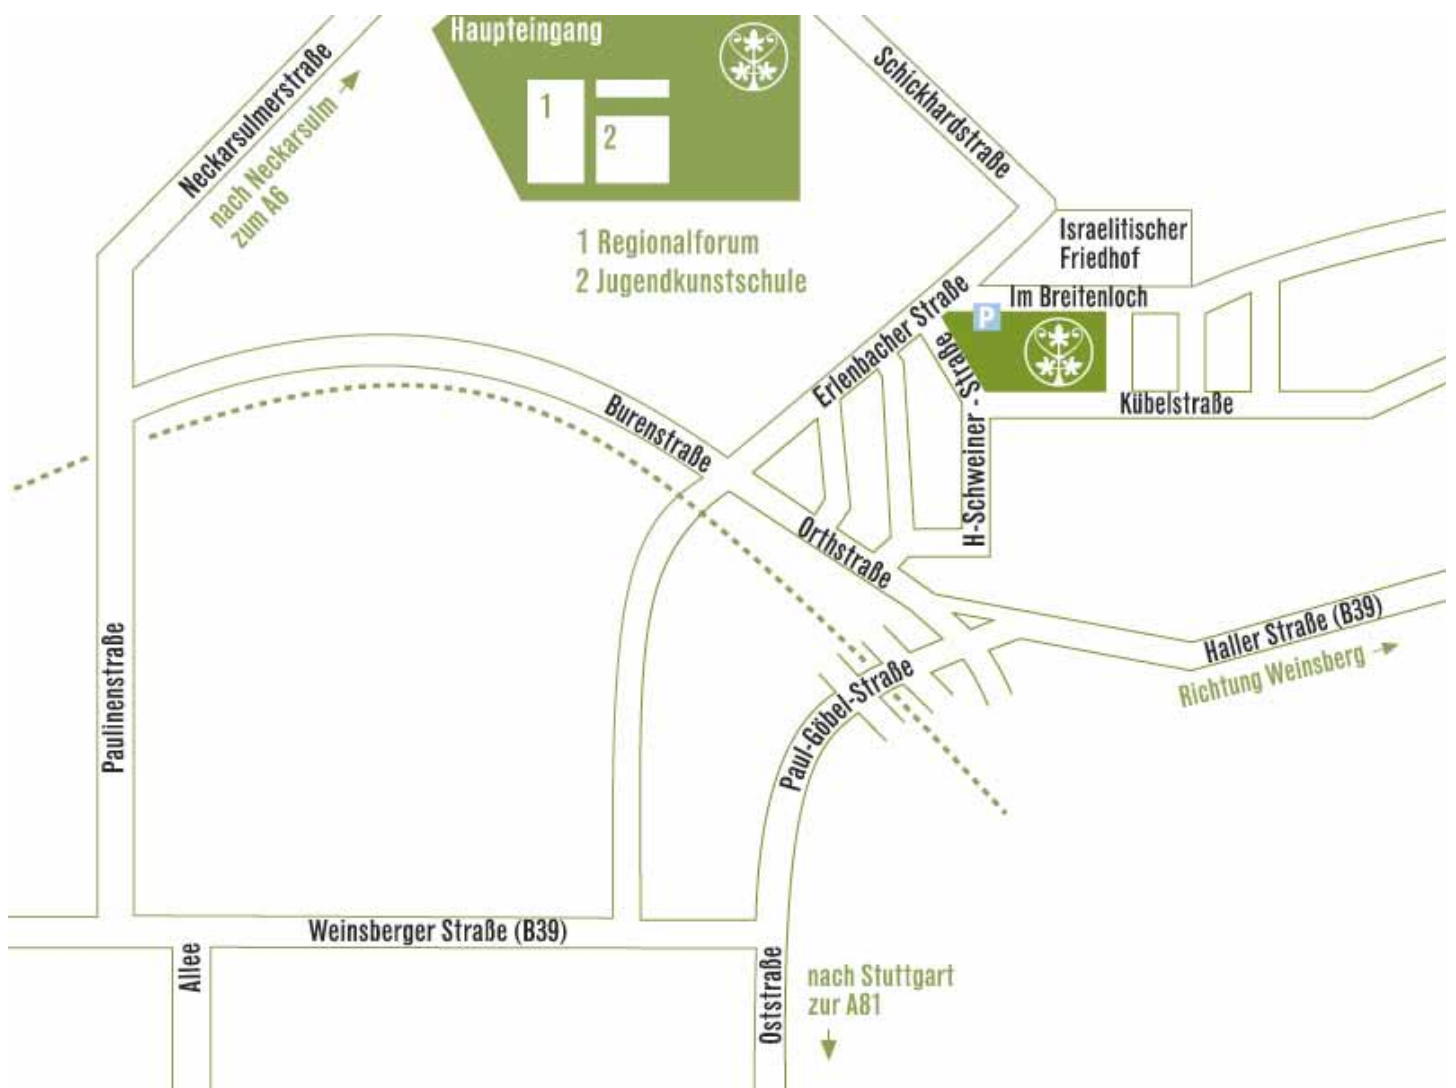 Haupteingang
Neckarsulmerstraße
nach Neckarsulm
zum A6
1
2
Schickhardstraße
1 Regionalforum
2 Jugendkunstschule
Israelitischer
Friedhof
Im Breitenloch
P
Erlenbacher Straße
H-Schweiner - Straße
Kübelstraße
Burenstraße
Orthstraße
Haller Straße (B39)
Richtung Weinsberg
Paulinenstraße
Paul-Göbel-Straße
Weinsberger Straße (B39)
Allee
Oststraße
nach Stuttgart
zur A81